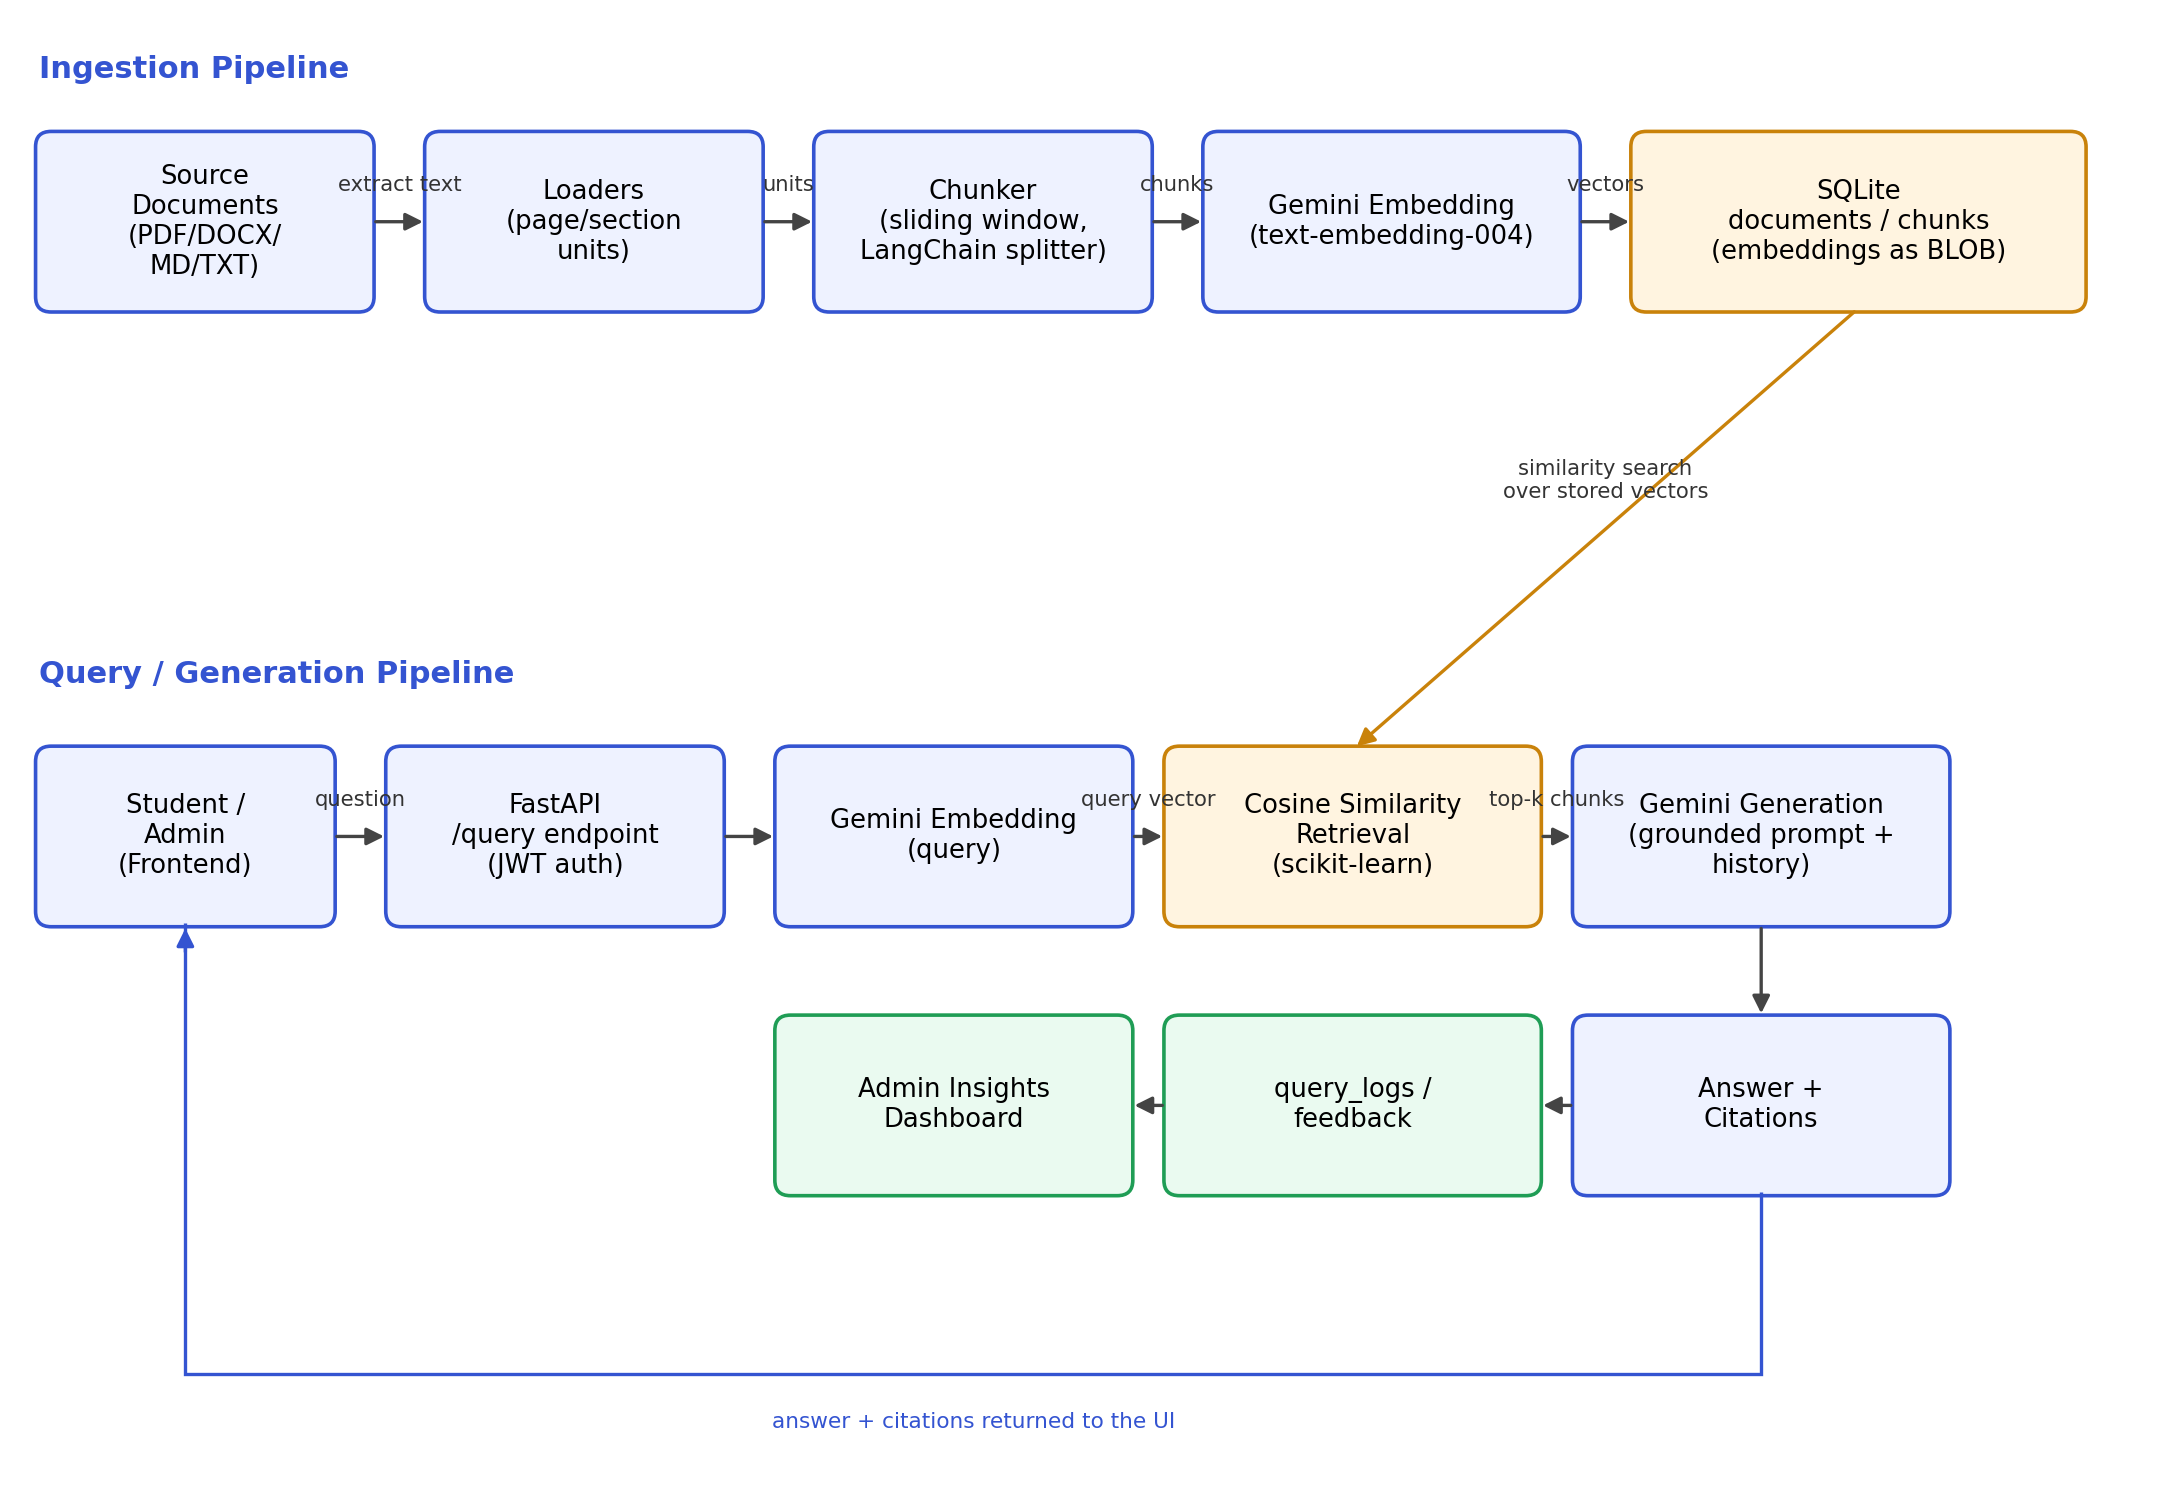 Ingestion Pipeline
Source
Documents
(PDF/DOCX/
MD/TXT)
extract text
Loaders
(page/section
units)
units
Chunker
(sliding window,
LangChain splitter)
chunks
Gemini Embedding
(text-embedding-004)
vectors
SQLite
documents / chunks
(embeddings as BLOB)
similarity search
over stored vectors
Query / Generation Pipeline
Student /
Admin
(Frontend)
question
FastAPI
/query endpoint
(JWT auth)
Gemini Embedding
(query)
query vector
Cosine Similarity
Retrieval
(scikit-learn)
top-k chunks
Gemini Generation
(grounded prompt +
history)
Admin Insights
Dashboard
query_logs /
feedback
Answer +
Citations
answer + citations returned to the UI